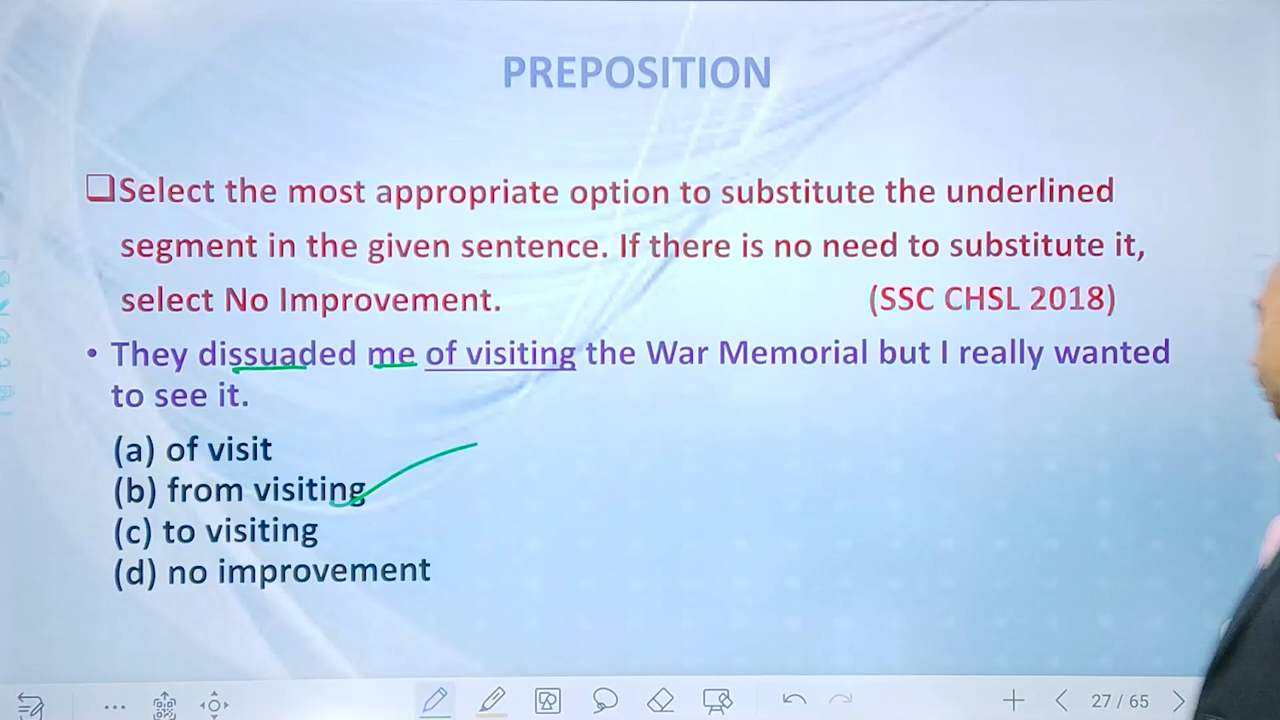 PREPOSITION
Select the most appropriate option to substitute the underlined
segment in the given sentence. If there is no need to substitute it,
select No Improvement. (SSC CHSL 2018)
• They dissuaded me of visiting the War Memorial but I really wanted
to see it.
(a) of visit
(b) from visiting
(c) to visiting
(d) no improvement
27 / 65